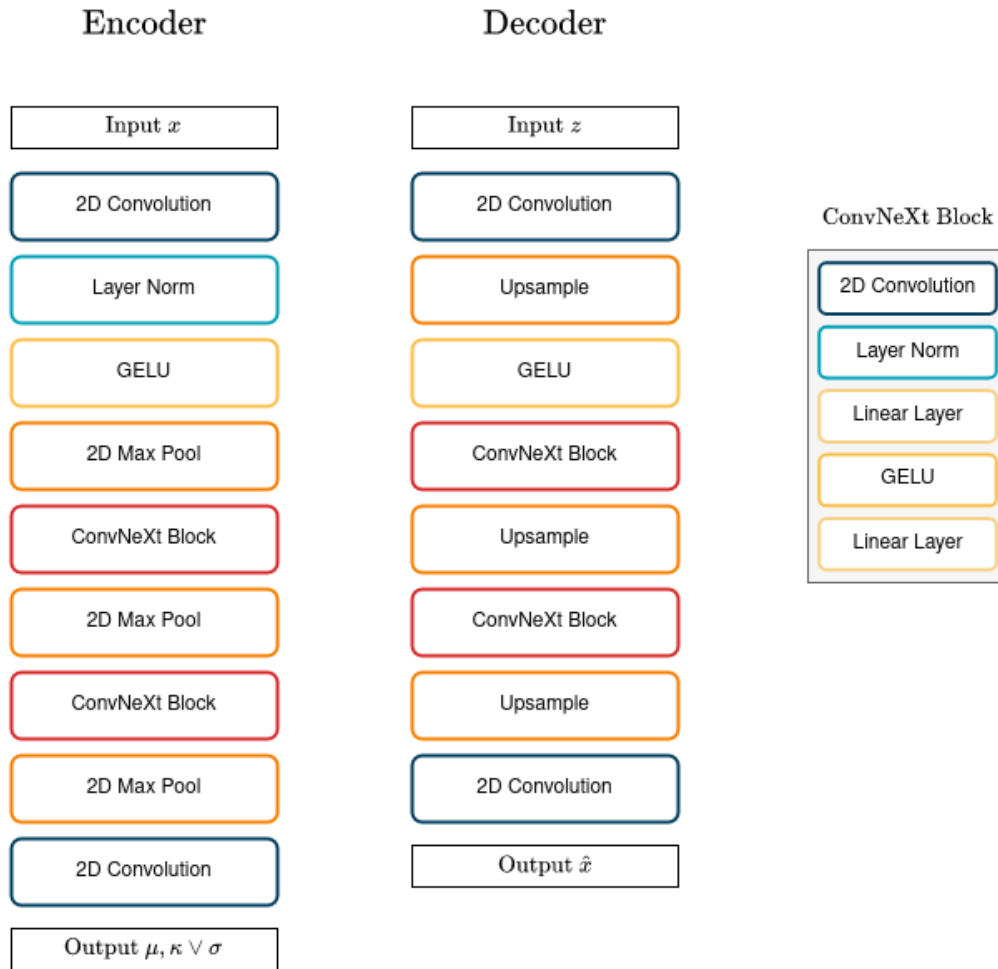 Encoder
Input x
2D Convolution
Layer Norm
GELU
2D Max Pool
ConvNeXt Block
2D Max Pool
ConvNeXt Block
2D Max Pool
2D Convolution
Output μ, κ ∨ σ
Decoder
Input z
2D Convolution
Upsample
GELU
ConvNeXt Block
Upsample
ConvNeXt Block
Upsample
2D Convolution
Output x̂
ConvNeXt Block
2D Convolution
Layer Norm
Linear Layer
GELU
Linear Layer